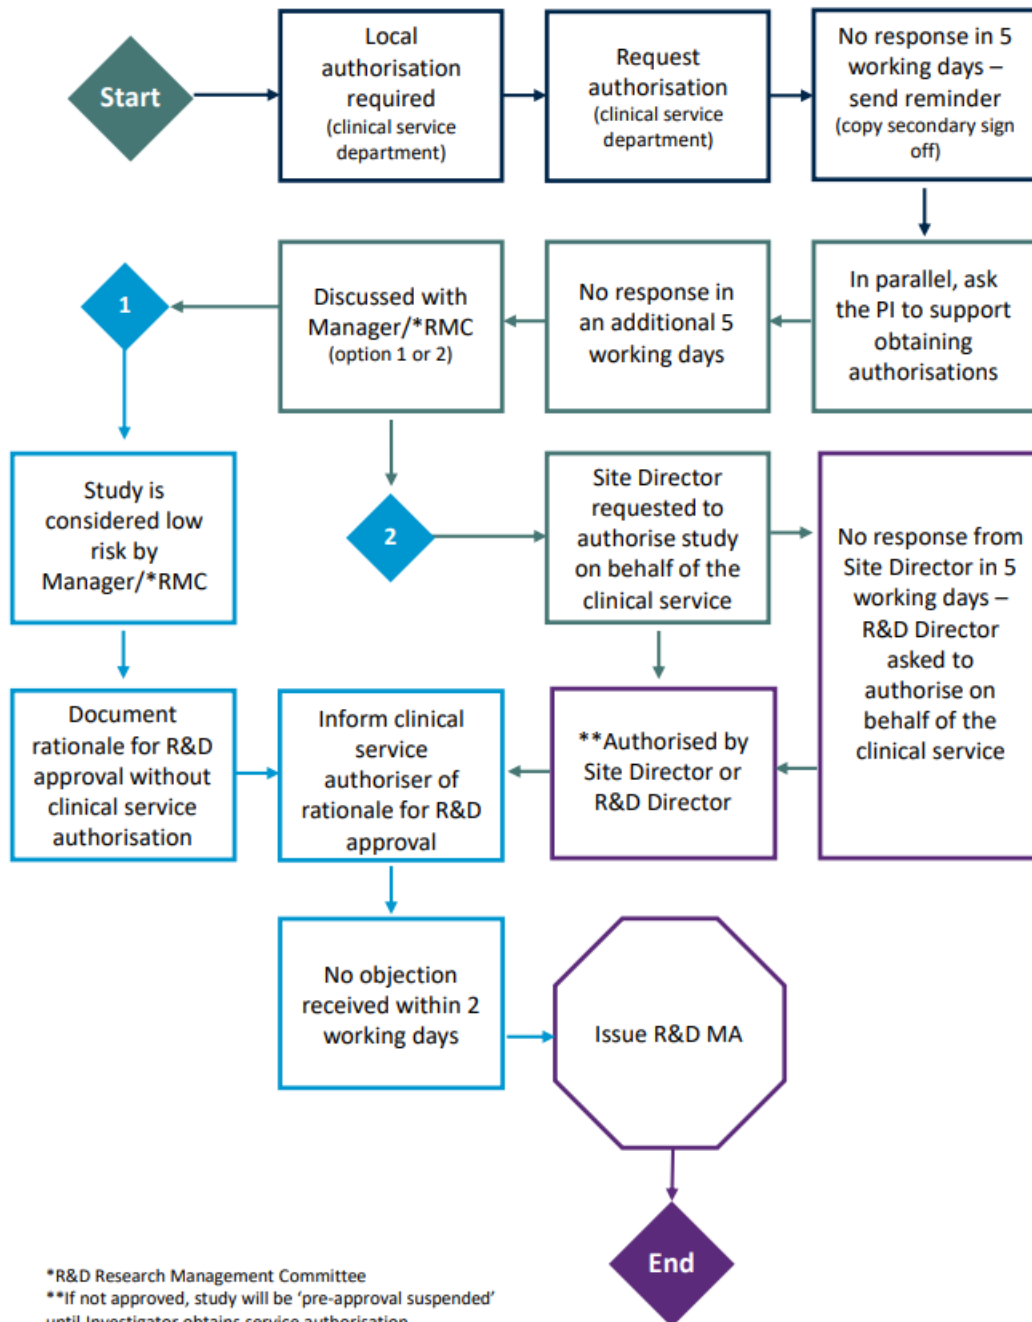 Start
Local
authorisation
required
(clinical service
department)
Request
authorisation
(clinical service
department)
No response in 5
working days –
send reminder
(copy secondary sign
off)
In parallel, ask
the PI to support
obtaining
authorisations
No response in
an additional 5
working days
Discussed with
Manager/*RMC
(option 1 or 2)
1
Study is
considered low
risk by
Manager/*RMC
2
Site Director
requested to
authorise study
on behalf of the
clinical service
No response from
Site Director in 5
working days –
R&D Director
asked to
authorise on
behalf of the
clinical service
Document
rationale for R&D
approval without
clinical service
authorisation
Inform clinical
service
authoriser of
rationale for R&D
approval
**Authorised by
Site Director or
R&D Director
No objection
received within 2
working days
Issue R&D MA
End
*R&D Research Management Committee
**If not approved, study will be 'pre-approval suspended'
until Investigator obtains service authorisation